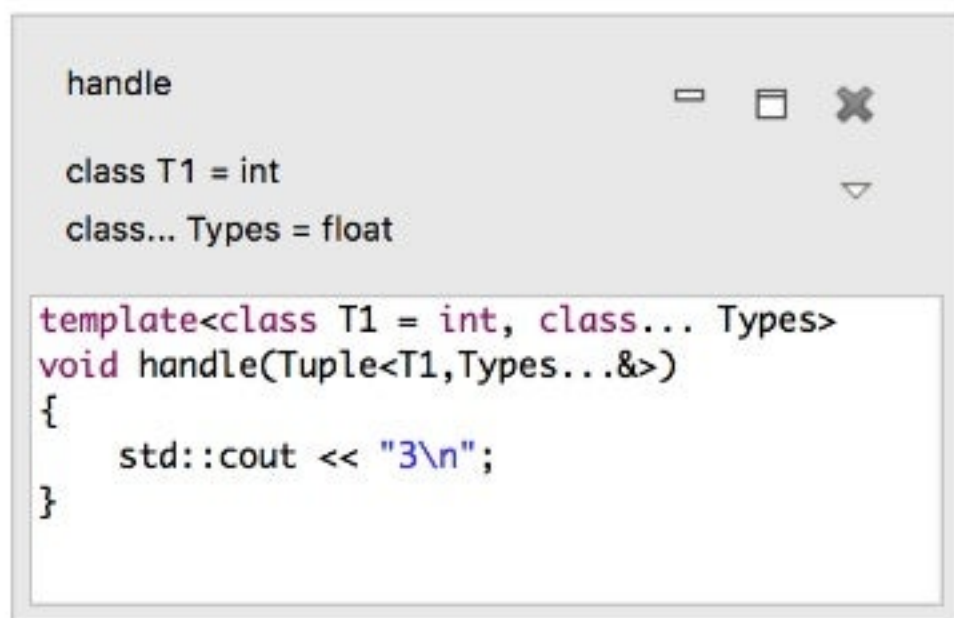 handle
class T1 = int
class... Types = float
template<class T1 = int, class... Types>
void handle(Tuple<T1,Types...&>)
{
    std::cout << "3\n";
}